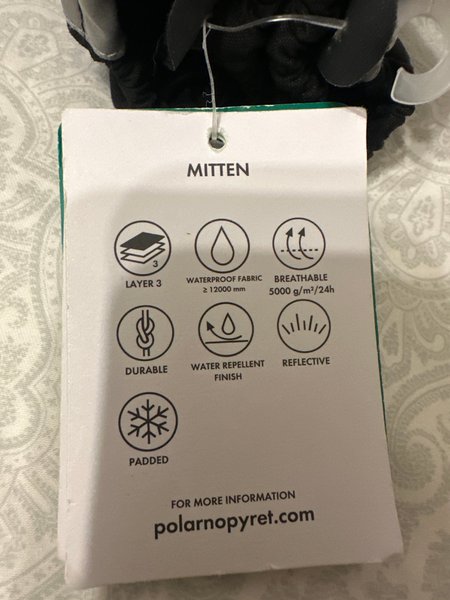 MITTEN
3
LAYER 3
WATERPROOF FABRIC
≥ 12000 mm
BREATHABLE
5000 g/m²/24h
DURABLE
WATER REPELLENT
FINISH
REFLECTIVE
PADDED
FOR MORE INFORMATION
polarnopyret.com